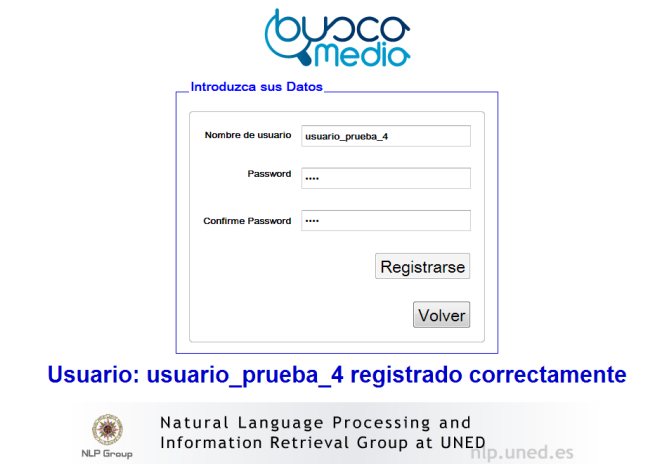 busca
medio
Introduzca sus Datos
Nombre de usuario
usuario_prueba_4
Password
••••
Confirme Password
••••
Registrarse
Volver
Usuario: usuario_prueba_4 registrado correctamente
Natural Language Processing and
Information Retrieval Group at UNED
NLP Group
nlp.uned.es